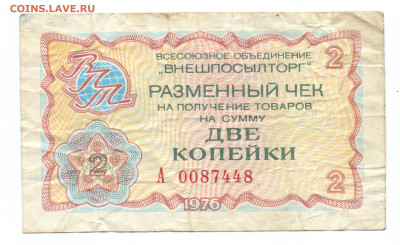 COINS.LAVE.RU
2
ВСЕСОЮЗНОЕ ОБЪЕДИНЕНИЕ
„ВНЕШПОСЫЛТОРГ"
ВПТ
РАЗМЕННЫЙ ЧЕК
НА ПОЛУЧЕНИЕ ТОВАРОВ
НА СУММУ
ДВЕ
КОПЕЙКИ
2
А 0087448
2
1976